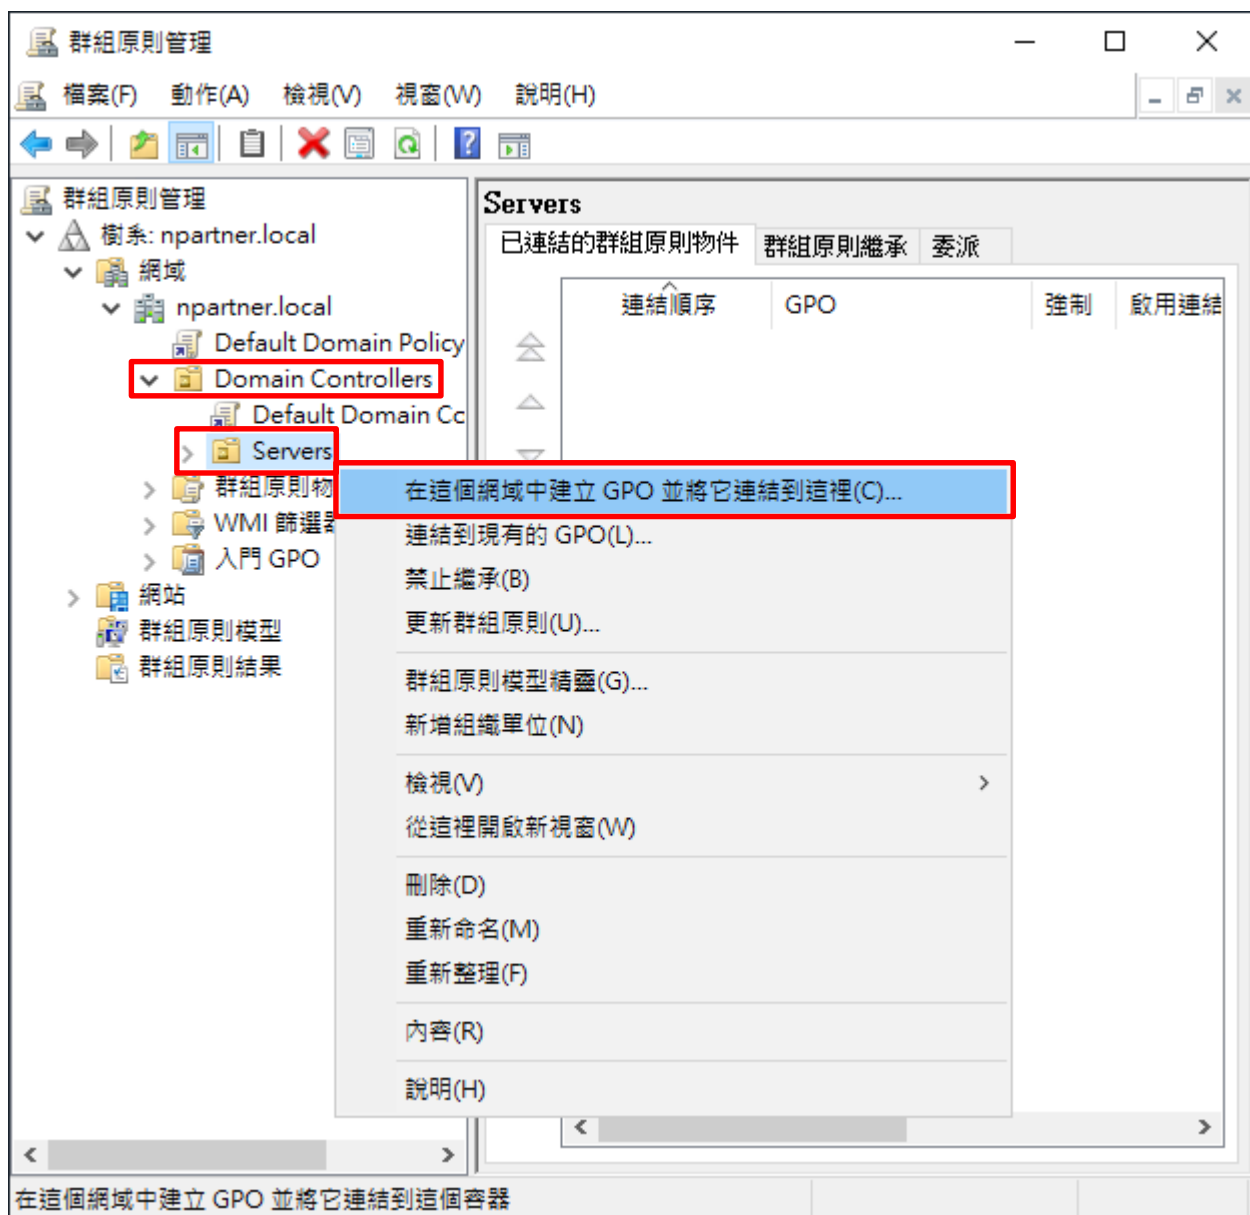 群組原則管理
檔案(F) 動作(A) 檢視(V) 視窗(W) 說明(H)
群組原則管理
樹系: npartner.local
網域
npartner.local
Default Domain Policy
Domain Controllers
Default Domain Cc
Servers
群組原則物
WMI 篩選器
入門 GPO
網站
群組原則模型
群組原則結果
Servers
已連結的群組原則物件 群組原則繼承 委派
連結順序 GPO 強制 啟用連結
在這個網域中建立 GPO 並將它連結到這裡(C)...
連結到現有的 GPO(L)...
禁止繼承(B)
更新群組原則(U)...
群組原則模型精靈(G)...
新增組織單位(N)
檢視(V)
從這裡開啟新視窗(W)
刪除(D)
重新命名(M)
重新整理(F)
內容(R)
說明(H)
在這個網域中建立 GPO 並將它連結到這個容器